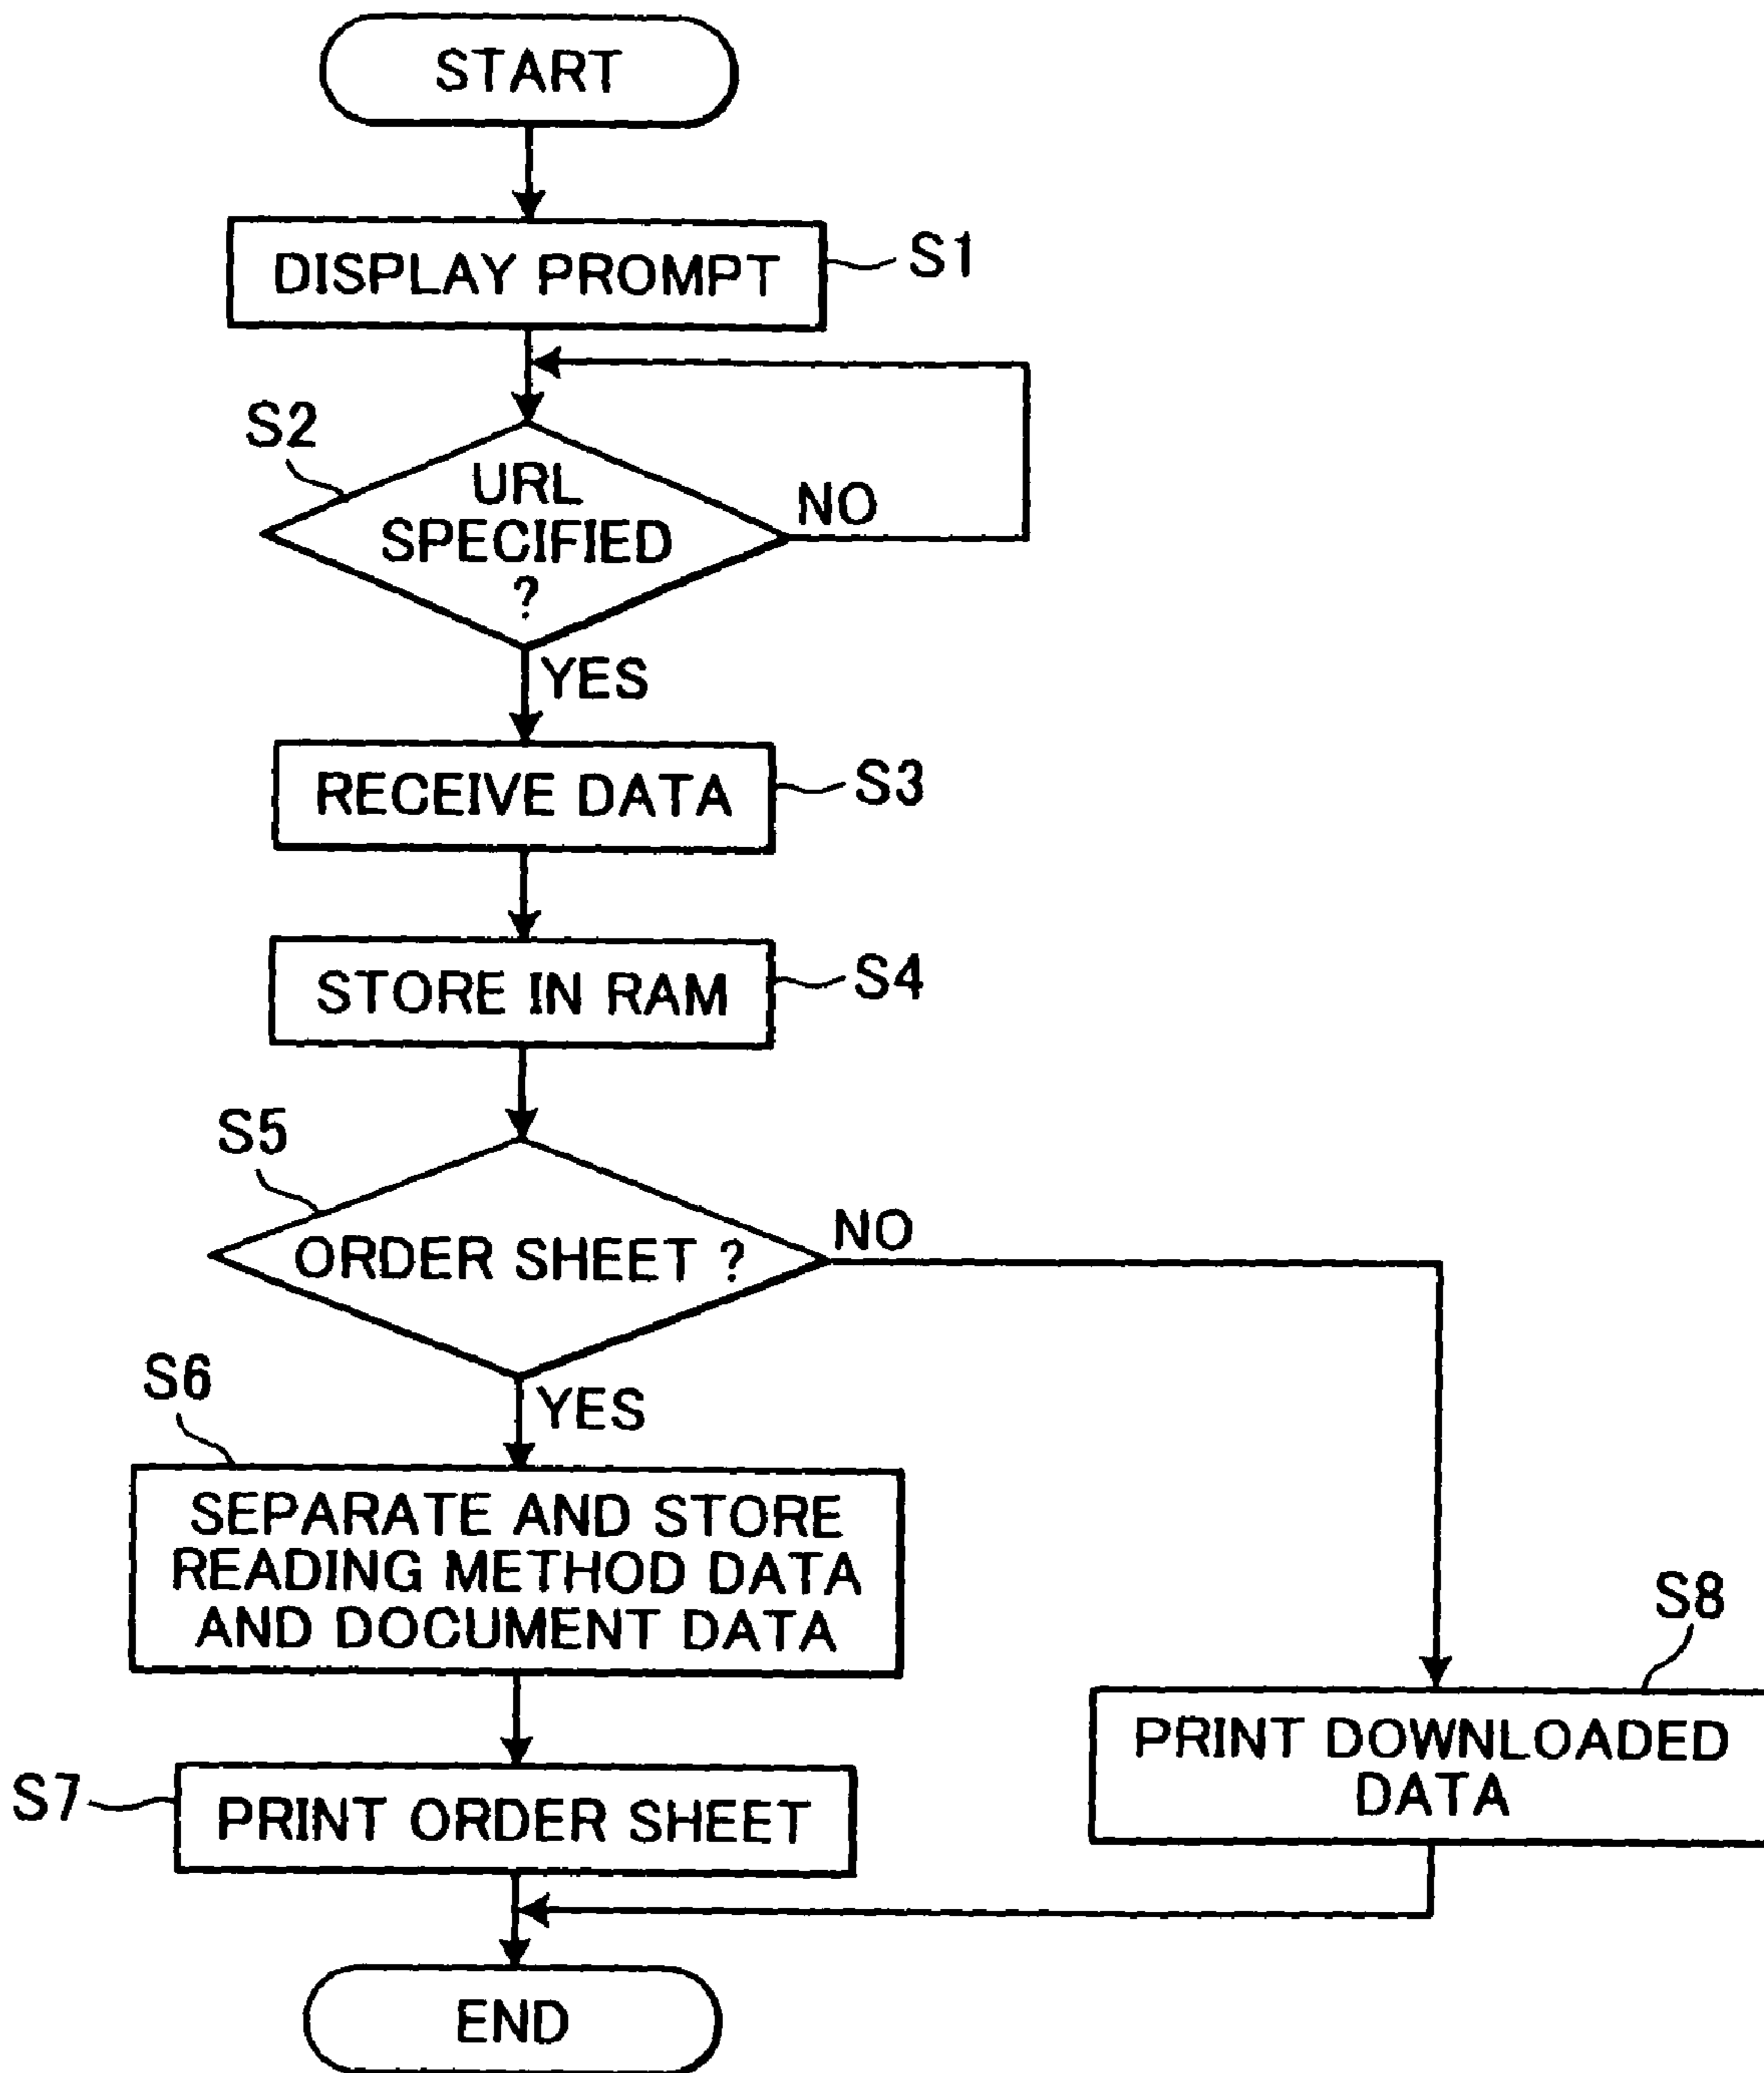 START
DISPLAY PROMPT
S1
S2
URL
SPECIFIED
?
NO
YES
RECEIVE DATA
S3
STORE IN RAM
S4
S5
ORDER SHEET ?
NO
YES
S6
SEPARATE AND STORE
READING METHOD DATA
AND DOCUMENT DATA
S8
PRINT DOWNLOADED
DATA
S7
PRINT ORDER SHEET
END